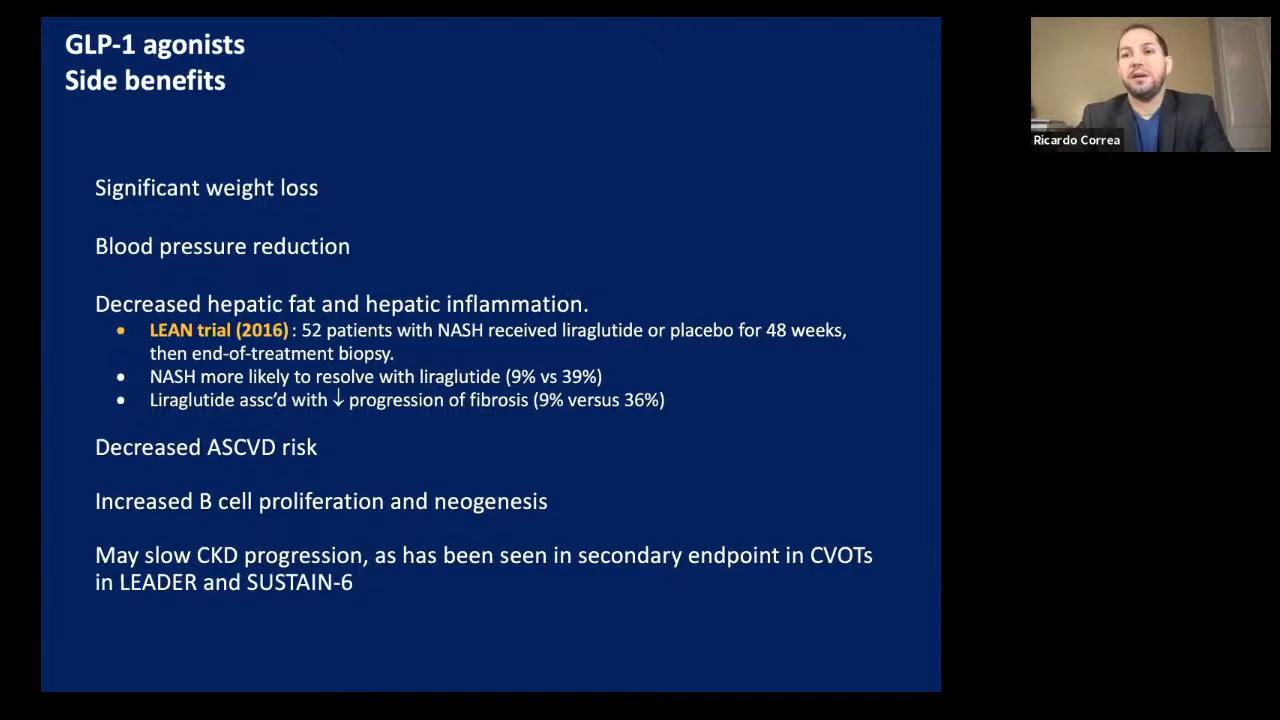 GLP-1 agonists
Side benefits
Ricardo Correa
Significant weight loss
Blood pressure reduction
Decreased hepatic fat and hepatic inflammation.
• LEAN trial (2016) : 52 patients with NASH received liraglutide or placebo for 48 weeks,
then end-of-treatment biopsy.
• NASH more likely to resolve with liraglutide (9% vs 39%)
• Liraglutide assc’d with ↓ progression of fibrosis (9% versus 36%)
Decreased ASCVD risk
Increased B cell proliferation and neogenesis
May slow CKD progression, as has been seen in secondary endpoint in CVOTs
in LEADER and SUSTAIN-6